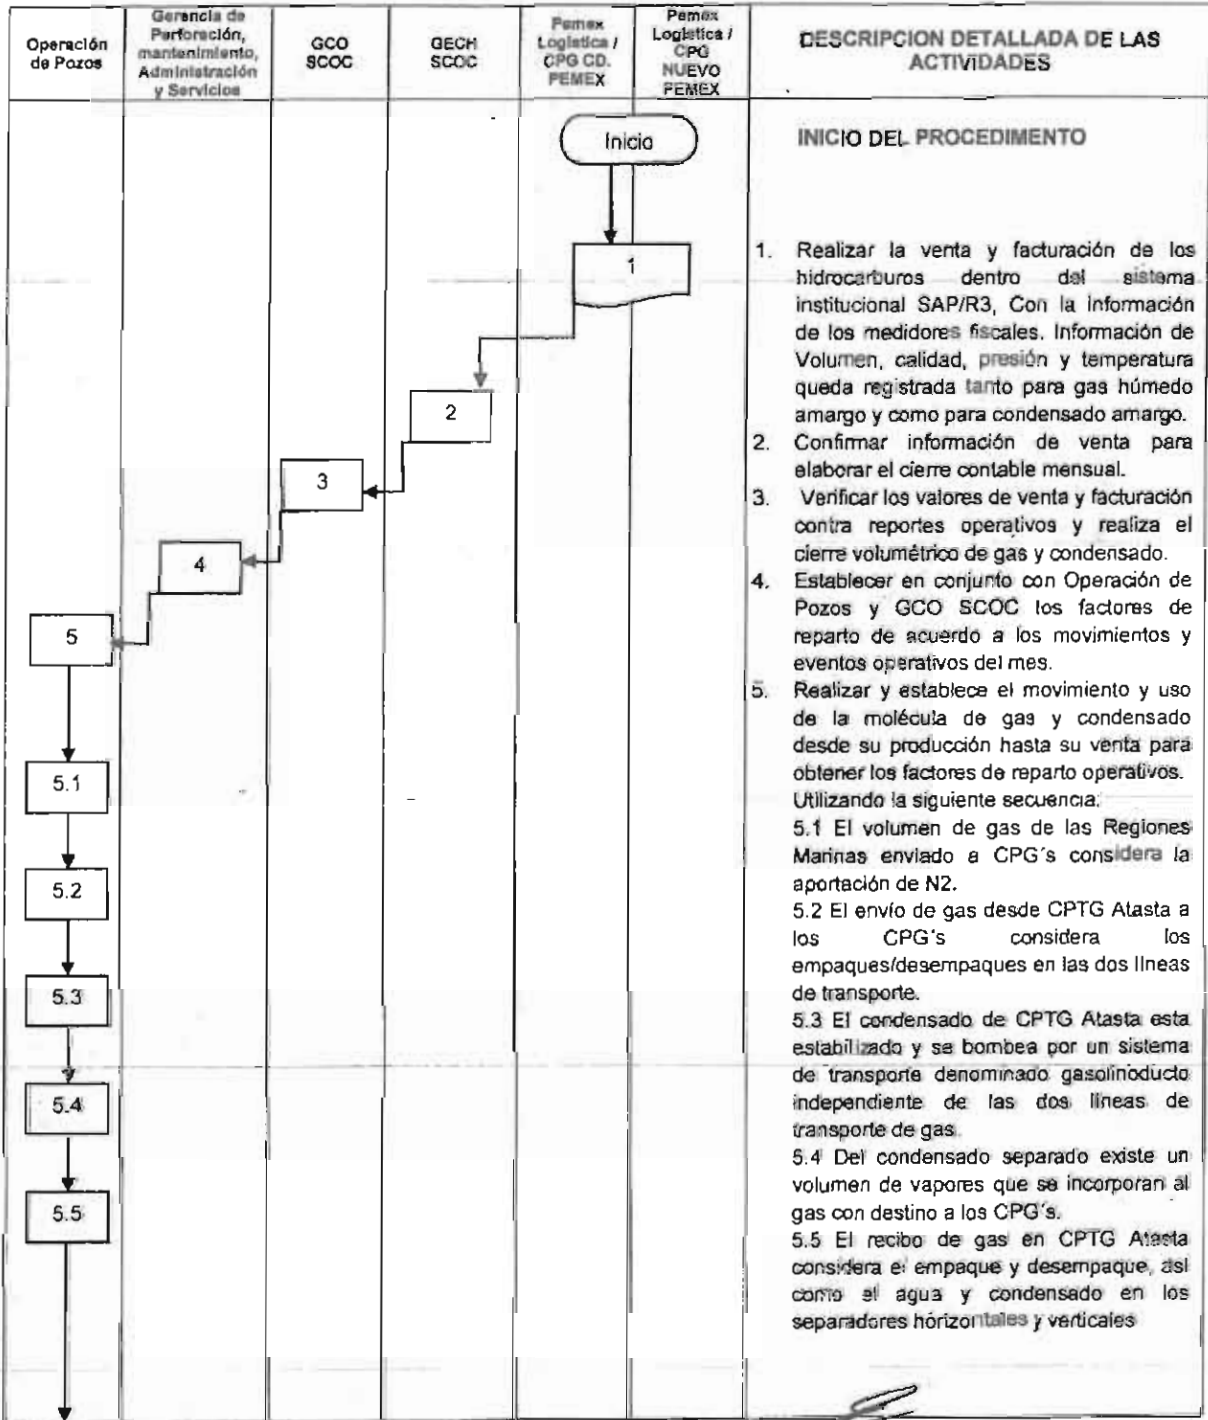 Operación
de Pozos
Gerencia de
Perforación,
mantenimiento,
Administración
y Servicios
GCO
SCOC
GECH
SCOC
Pemex
Logística /
CPG CD.
PEMEX
Pemex
Logística /
CPG
NUEVO
PEMEX
DESCRIPCION DETALLADA DE LAS
ACTIVIDADES
Inicio
1
2
3
4
5
5.1
5.2
5.3
5.4
5.5
INICIO DEL PROCEDIMENTO
1. Realizar la venta y facturación de los
hidrocarburos dentro del sistema
institucional SAP/R3, Con la información
de los medidores fiscales. Información de
Volumen, calidad, presión y temperatura
queda registrada tanto para gas húmedo
amargo y como para condensado amargo.
2. Confirmar información de venta para
elaborar el cierre contable mensual.
3. Verificar los valores de venta y facturación
contra reportes operativos y realiza el
cierre volumétrico de gas y condensado.
4. Establecer en conjunto con Operación de
Pozos y GCO SCOC los factores de
reparto de acuerdo a los movimientos y
eventos operativos del mes.
5. Realizar y establece el movimiento y uso
de la molécula de gas y condensado
desde su producción hasta su venta para
obtener los factores de reparto operativos.
Utilizando la siguiente secuencia:
5.1 El volumen de gas de las Regiones
Marinas enviado a CPG´s considera la
aportación de N2.
5.2 El envío de gas desde CPTG Atasta a
los CPG´s considera los
empaques/desempaques en las dos líneas
de transporte.
5.3 El condensado de CPTG Atasta esta
estabilizado y se bombea por un sistema
de transporte denominado gasolinoducto
independiente de las dos líneas de
transporte de gas.
5.4 Del condensado separado existe un
volumen de vapores que se incorporan al
gas con destino a los CPG´s.
5.5 El recibo de gas en CPTG Atasta
considera el empaque y desempaque, así
como el agua y condensado en los
separadores hórizontales y verticales